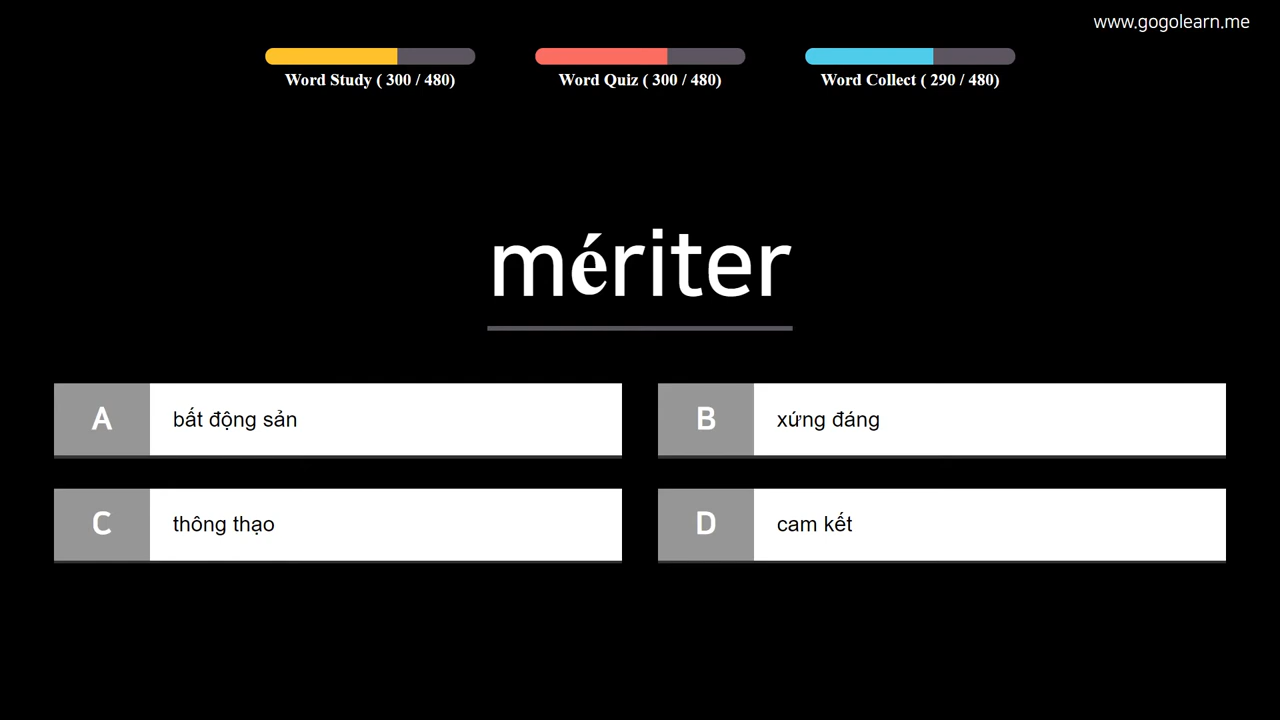 www.gogolearn.me
Word Study ( 300 / 480)
Word Quiz ( 300 / 480)
Word Collect ( 290 / 480)
mériter
A bất động sản
B xứng đáng
C thông thạo
D cam kết